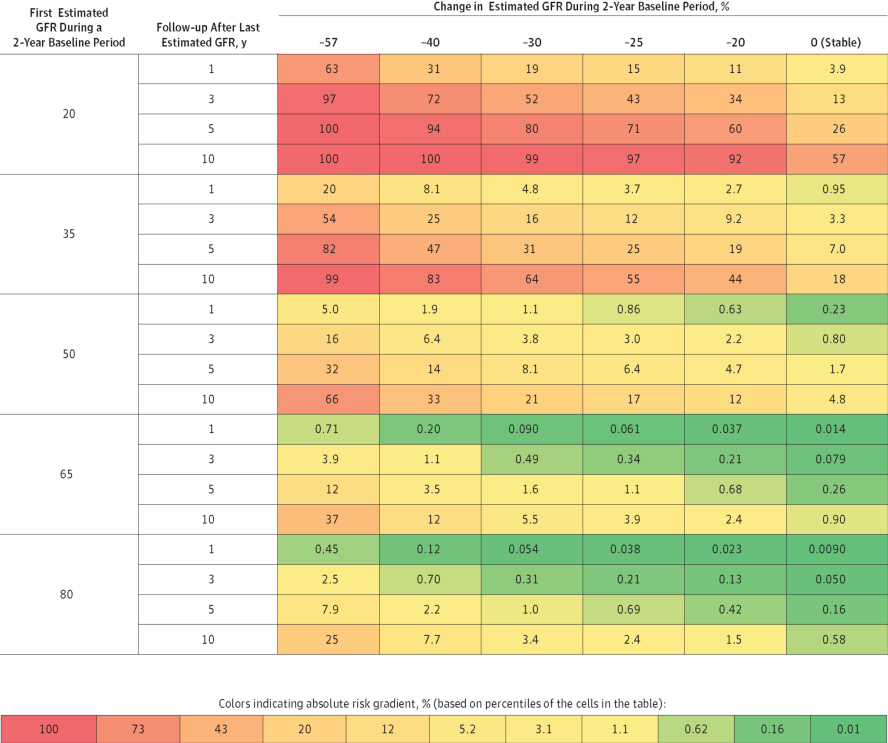 Change in Estimated GFR During 2-Year Baseline Period, %
First Estimated
GFR During a
2-Year Baseline Period
Follow-up After Last
Estimated GFR, y
–57 –40 –30 –25 –20 0 (Stable)
20
1 63 31 19 15 11 3.9
3 97 72 52 43 34 13
5 100 94 80 71 60 26
10 100 100 99 97 92 57
35
1 20 8.1 4.8 3.7 2.7 0.95
3 54 25 16 12 9.2 3.3
5 82 47 31 25 19 7.0
10 99 83 64 55 44 18
50
1 5.0 1.9 1.1 0.86 0.63 0.23
3 16 6.4 3.8 3.0 2.2 0.80
5 32 14 8.1 6.4 4.7 1.7
10 66 33 21 17 12 4.8
65
1 0.71 0.20 0.090 0.061 0.037 0.014
3 3.9 1.1 0.49 0.34 0.21 0.079
5 12 3.5 1.6 1.1 0.68 0.26
10 37 12 5.5 3.9 2.4 0.90
80
1 0.45 0.12 0.054 0.038 0.023 0.0090
3 2.5 0.70 0.31 0.21 0.13 0.050
5 7.9 2.2 1.0 0.69 0.42 0.16
10 25 7.7 3.4 2.4 1.5 0.58
Colors indicating absolute risk gradient, % (based on percentiles of the cells in the table):
100 73 43 20 12 5.2 3.1 1.1 0.62 0.16 0.01